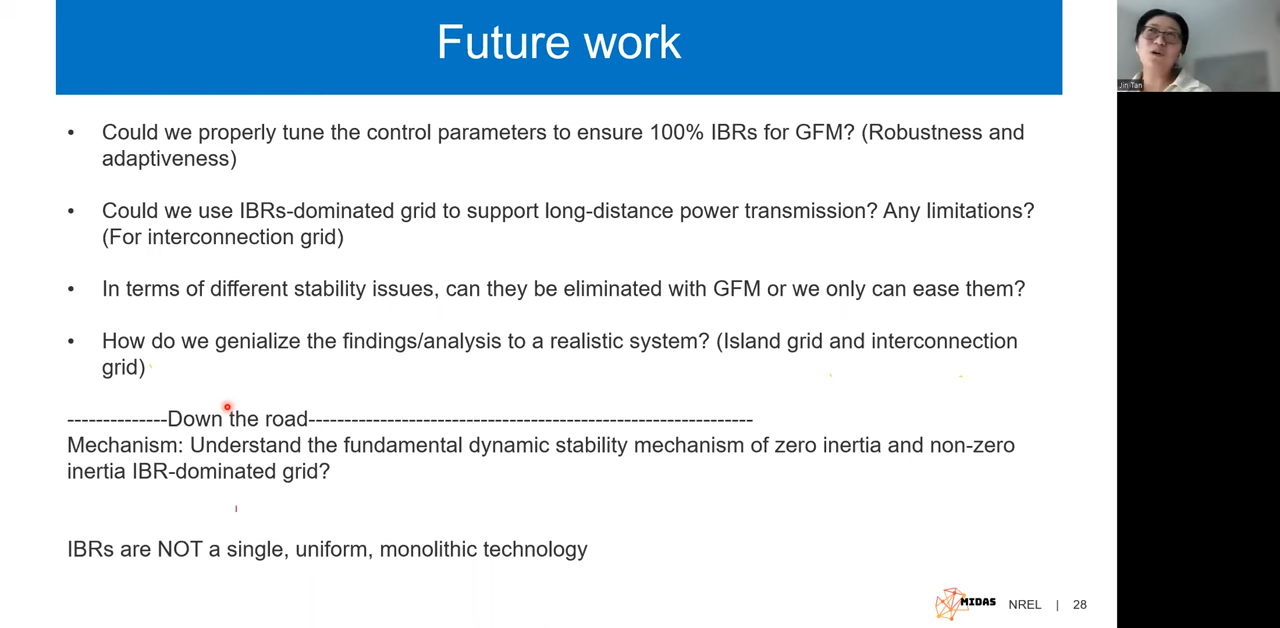 Future work
• Could we properly tune the control parameters to ensure 100% IBRs for GFM? (Robustness and
adaptiveness)
• Could we use IBRs-dominated grid to support long-distance power transmission? Any limitations?
(For interconnection grid)
• In terms of different stability issues, can they be eliminated with GFM or we only can ease them?
• How do we genialize the findings/analysis to a realistic system? (Island grid and interconnection
grid)
--------------Down the road-------------------------------------------------------------
Mechanism: Understand the fundamental dynamic stability mechanism of zero inertia and non-zero
inertia IBR-dominated grid?
IBRs are NOT a single, uniform, monolithic technology
MIDAS NREL | 28
Jin Tan